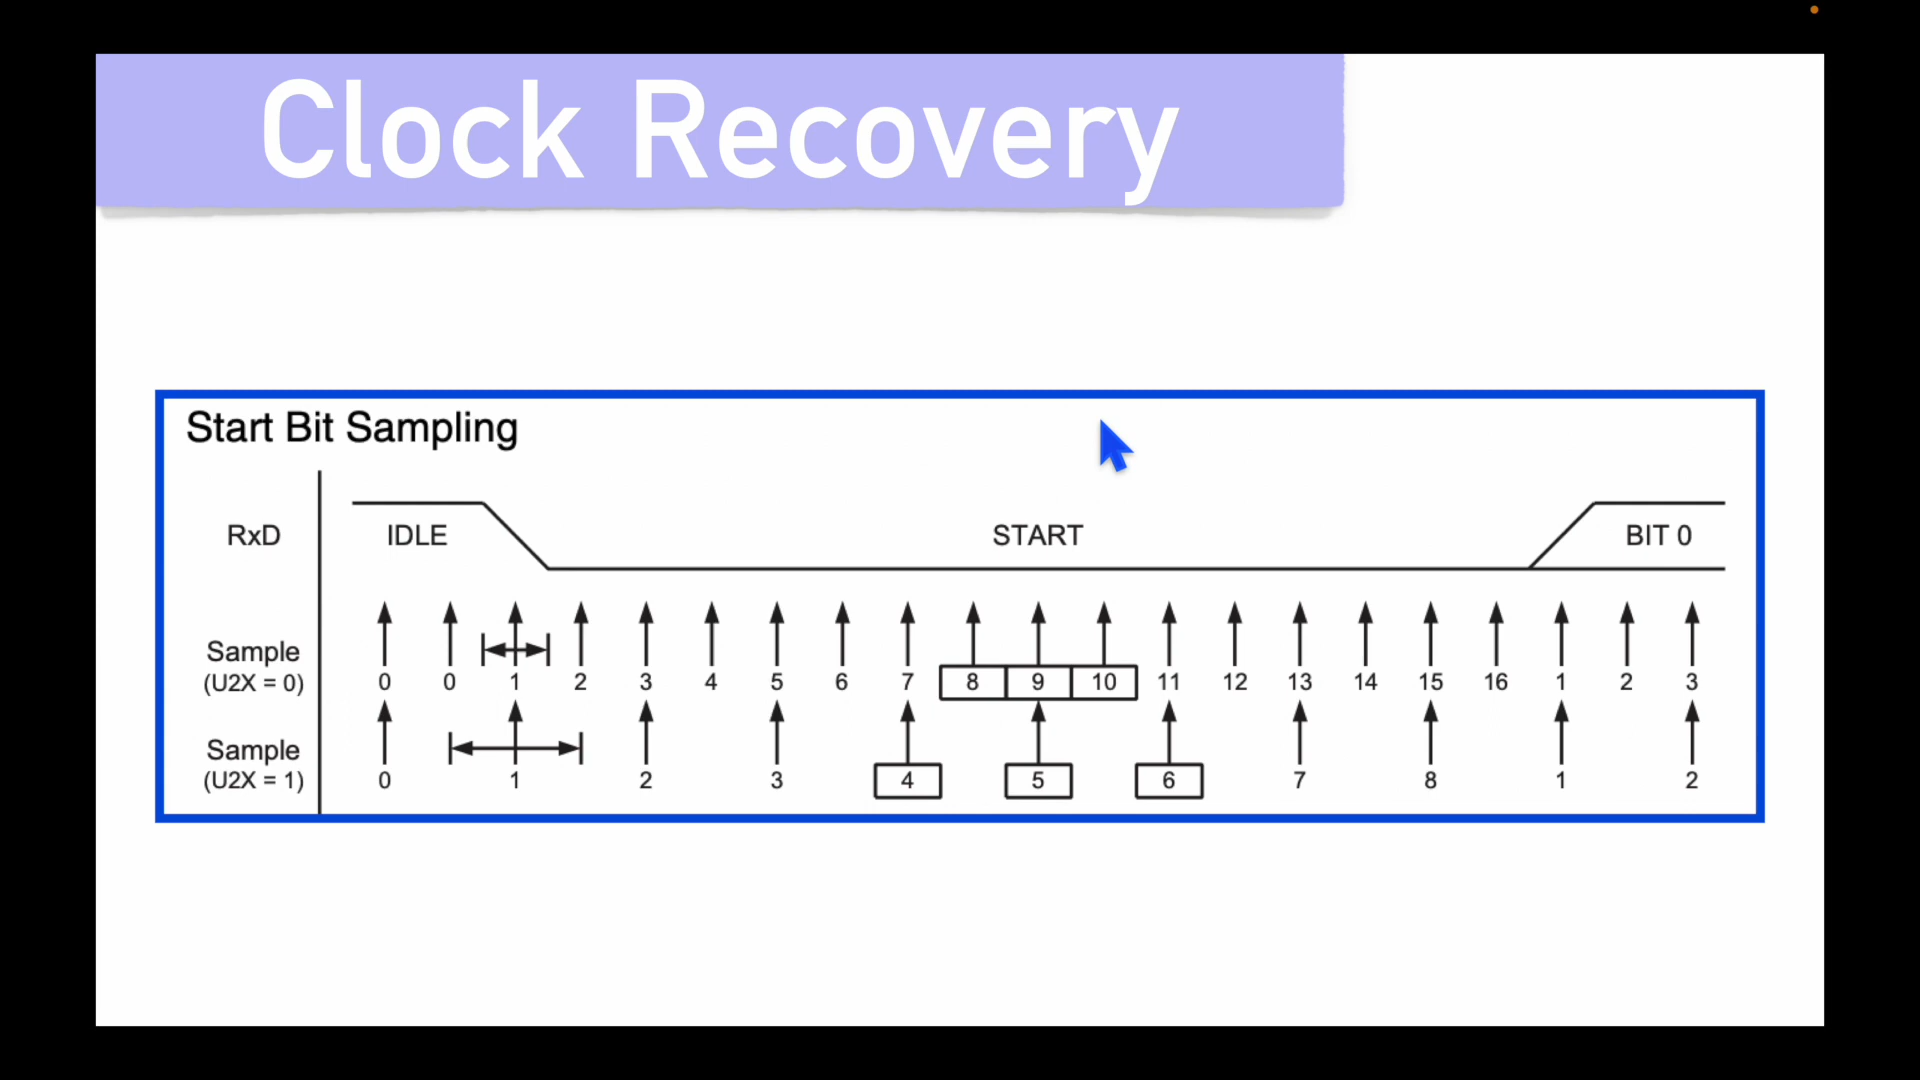 Clock Recovery
Start Bit Sampling
RxD IDLE START BIT 0
Sample
(U2X = 0) 0 0 1 2 3 4 5 6 7 8 9 10 11 12 13 14 15 16 1 2 3
Sample
(U2X = 1) 0 1 2 3 4 5 6 7 8 1 2